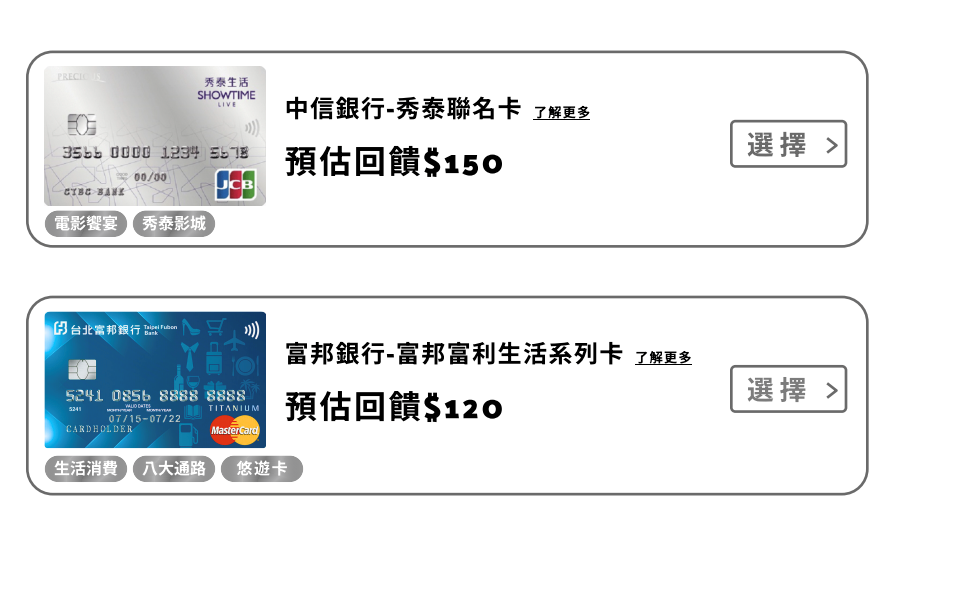 PRECIOUS
秀泰生活
SHOWTIME
LIVE
3566 0000 1234 5678
00/00
CTBC BANK
JCB
中信銀行-秀泰聯名卡 了解更多
預估回饋$150
選擇 >
電影饗宴 秀泰影城
台北富邦銀行 Taipei Fubon Bank
5241 0856 8888 8888
5241
VALID DATES
MONTH/YEAR MONTH/YEAR
TITANIUM
07/15-07/22
CARDHOLDER
MasterCard
富邦銀行-富邦富利生活系列卡 了解更多
預估回饋$120
選擇 >
生活消費 八大通路 悠遊卡